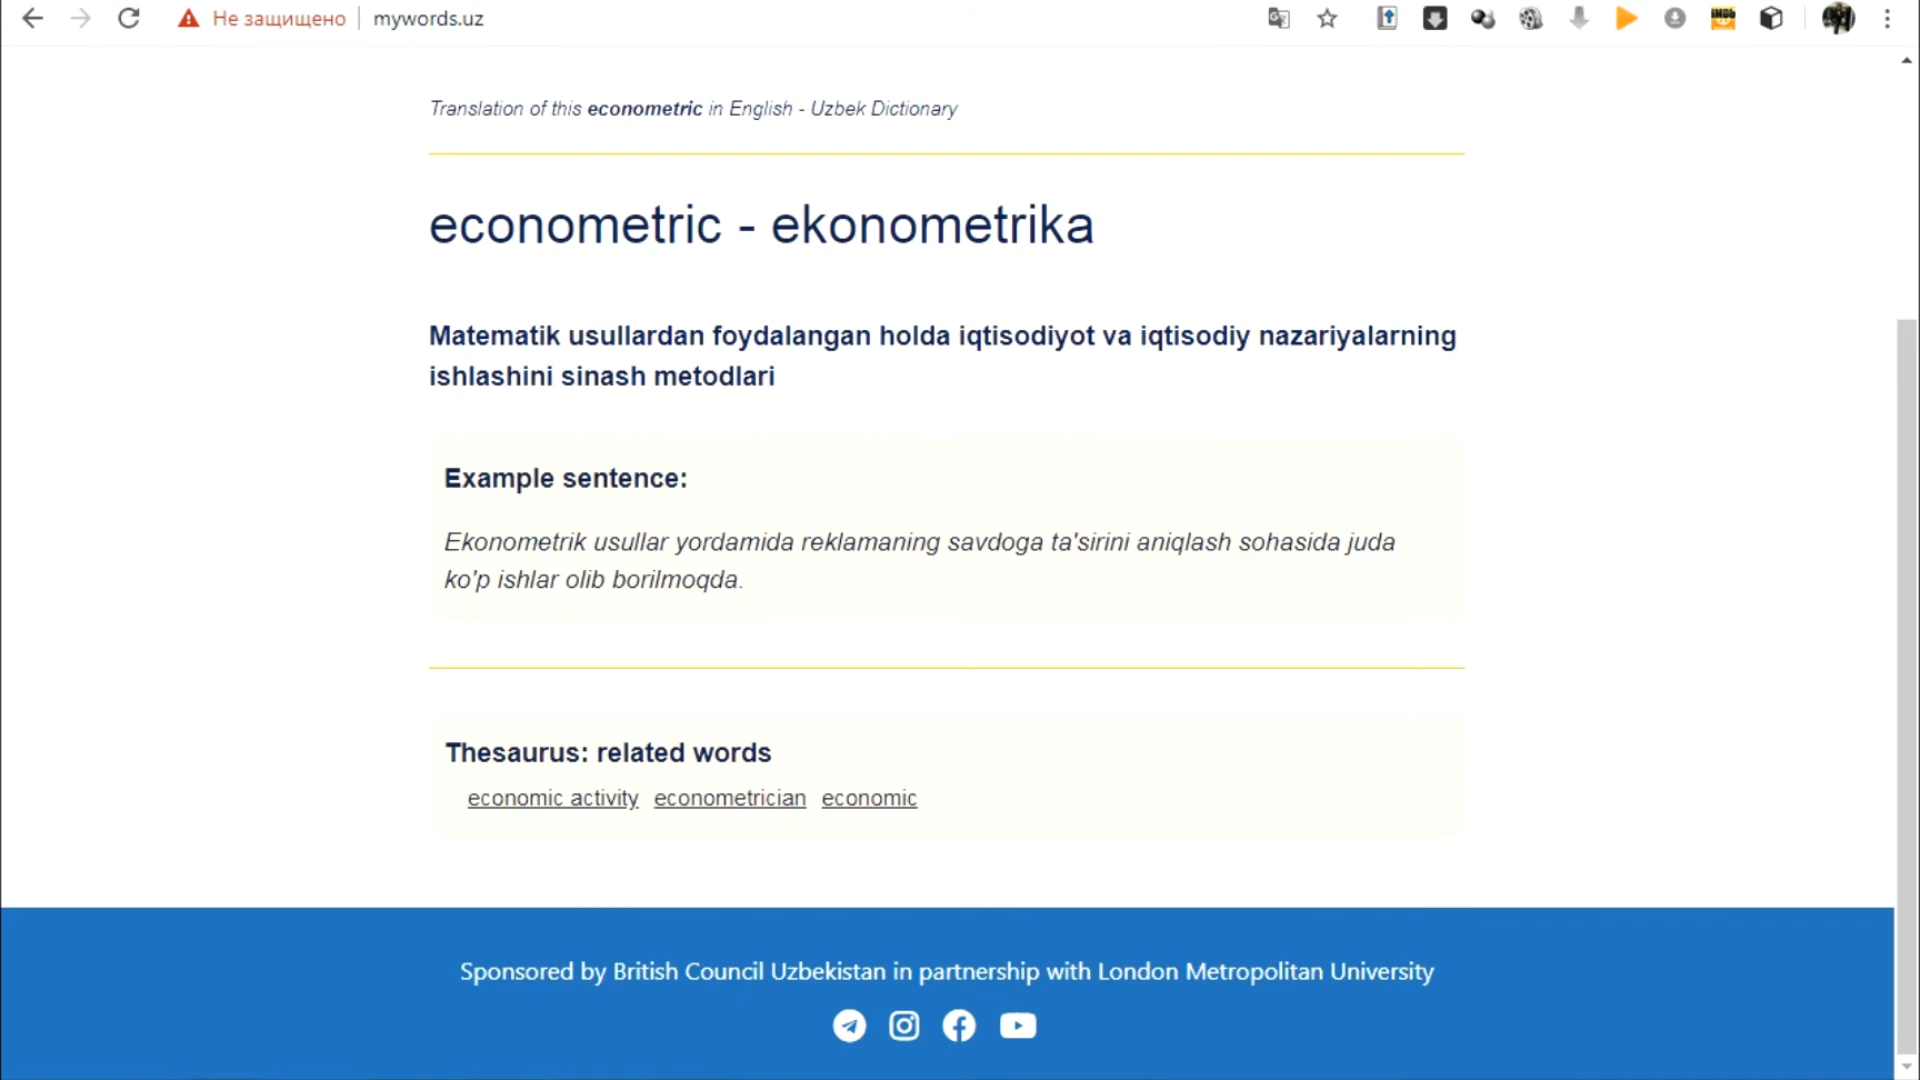 Не защищено
mywords.uz
Translation of this econometric in English - Uzbek Dictionary
econometric - ekonometrika
Matematik usullardan foydalangan holda iqtisodiyot va iqtisodiy nazariyalarning
ishlashini sinash metodlari
Example sentence:
Ekonometrik usullar yordamida reklamaning savdoga ta'sirini aniqlash sohasida juda
ko'p ishlar olib borilmoqda.
Thesaurus: related words
economic activity econometrician economic
Sponsored by British Council Uzbekistan in partnership with London Metropolitan University